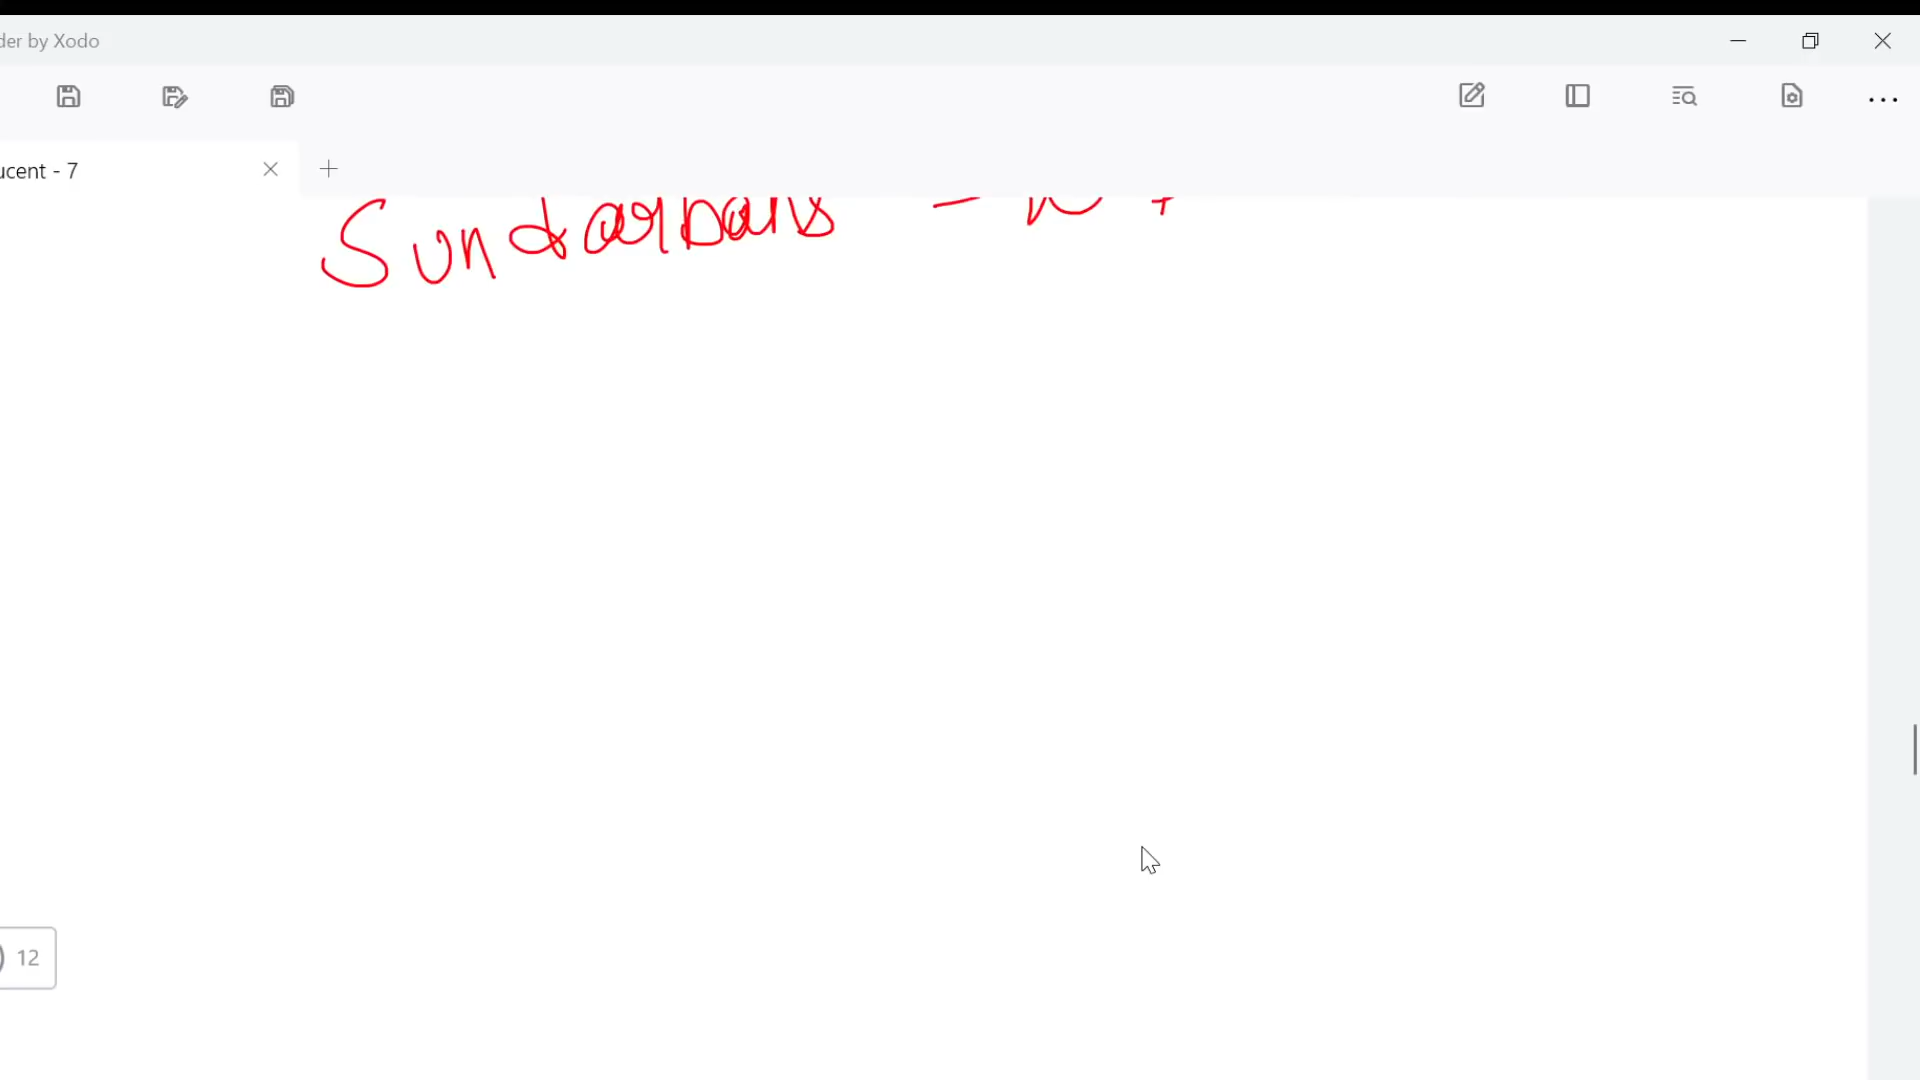 der by Xodo
ucent - 7
Sundarbans -
12